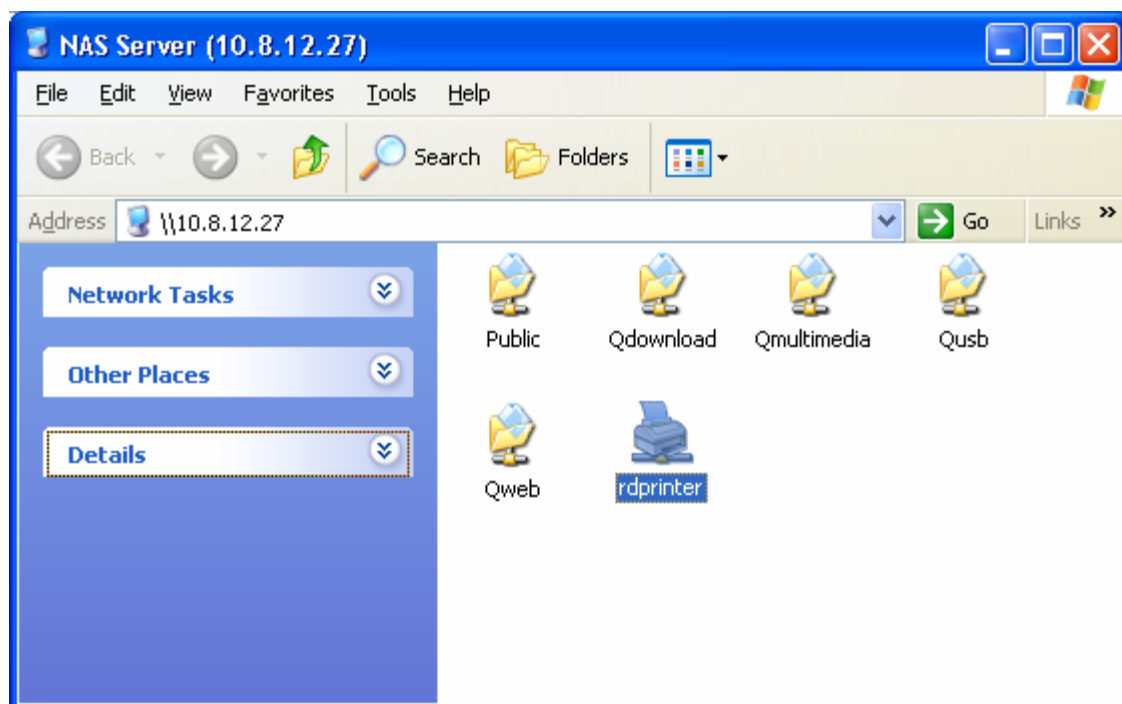 NAS Server (10.8.12.27)
File Edit View Favorites Tools Help
Back Search Folders
Address \\10.8.12.27 Go Links »
Network Tasks
Other Places
Details
Public Qdownload Qmultimedia Qusb
Qweb rdprinter